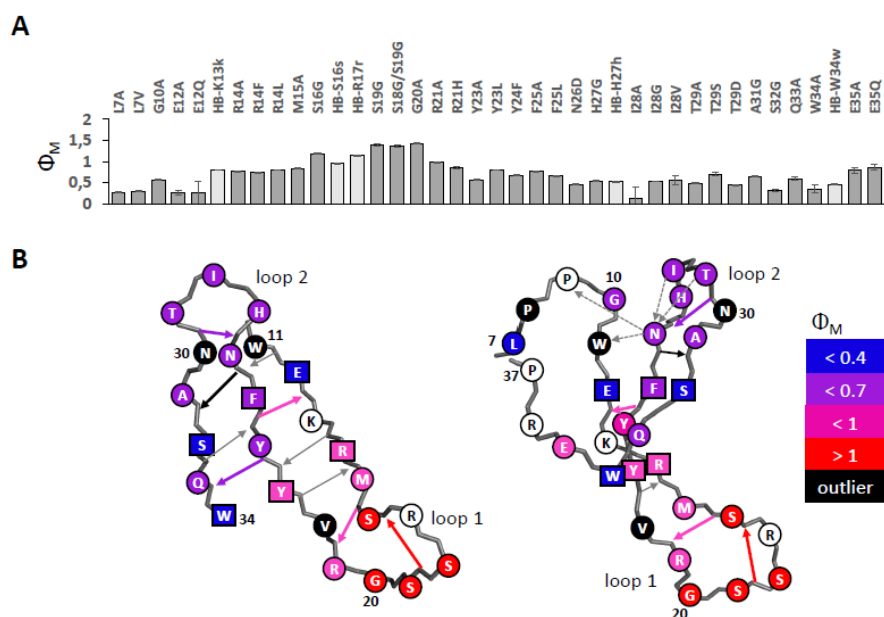 A
L7A
L7V
G10A
E12A
E12Q
HB-K13k
R14A
R14F
R14L
M15A
S16G
HB-S16s
HB-R17r
S19G
S18G/S19G
G20A
R21A
R21H
Y23A
Y23L
Y24F
F25A
F25L
N26D
H27G
HB-H27h
I28A
I28G
I28V
T29A
T29S
T29D
A31G
S32G
Q33A
W34A
HB-W34w
E35A
E35Q
Φ_M
2
1,5
1
0,5
0
B
I loop 2
T H
11
30 N N W
E
A F K
S Y R
Q Y M
W
34
V S R
loop 1
R G S S
20
10 I T loop 2
P P G H
N 30
7 L W N A
37 P E F S
R Y Q
K
E W Y R
M S R
V
loop 1
R S S
G
20
Φ_M
< 0.4
< 0.7
< 1
> 1
outlier